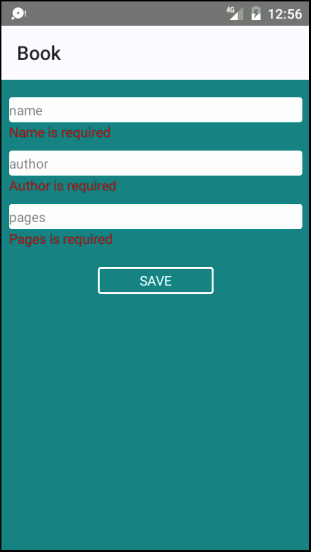 4G 12:56
Book
name
Name is required
author
Author is required
pages
Pages is required
SAVE